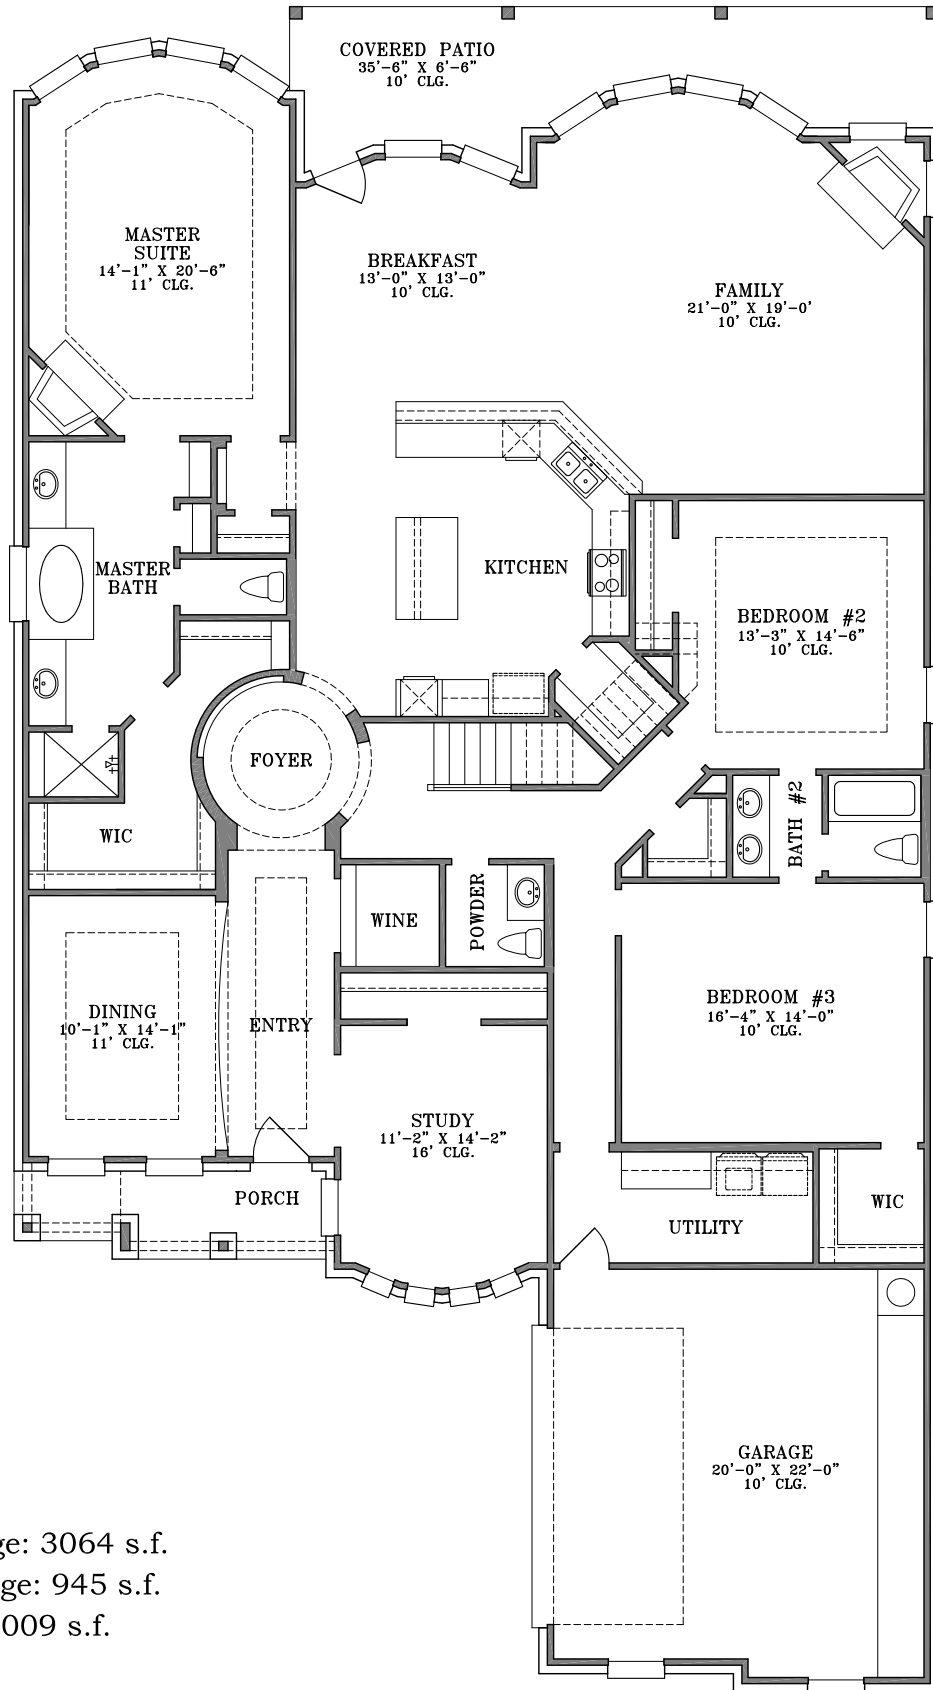 COVERED PATIO
35'-6" X 6'-6"
10' CLG.
MASTER
SUITE
14'-1" X 20'-6"
11' CLG.
BREAKFAST
13'-0" X 13'-0"
10' CLG.
FAMILY
21'-0" X 19'-0'
10' CLG.
MASTER
BATH
KITCHEN
BEDROOM #2
13'-3" X 14'-6"
10' CLG.
FOYER
WIC
BATH #2
WINE
POWDER
DINING
10'-1" X 14'-1"
11' CLG.
ENTRY
BEDROOM #3
16'-4" X 14'-0"
10' CLG.
STUDY
11'-2" X 14'-2"
16' CLG.
PORCH
UTILITY
WIC
GARAGE
20'-0" X 22'-0"
10' CLG.
ge: 3064 s.f.
ge: 945 s.f.
009 s.f.